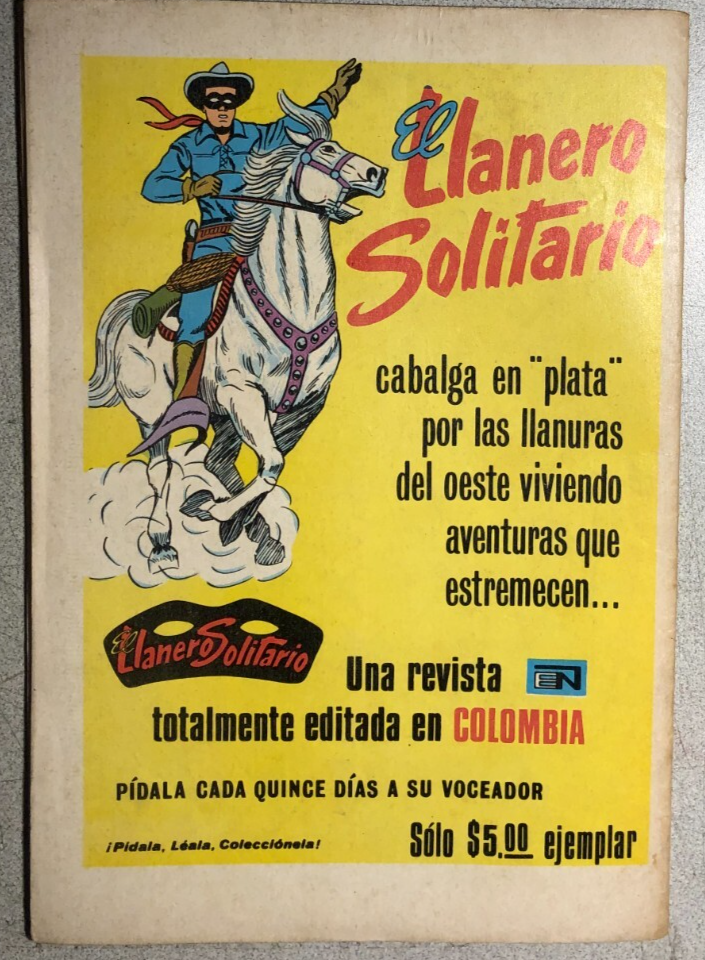 El Llanero
Solitario
cabalga en "plata"
por las llanuras
del oeste viviendo
aventuras que
estremecen...
El Llanero Solitario
Una revista EN
totalmente editada en COLOMBIA
PÍDALA CADA QUINCE DÍAS A SU VOCEADOR
¡Pídala, Léala, Colecciónela!
Sólo $5.00 ejemplar